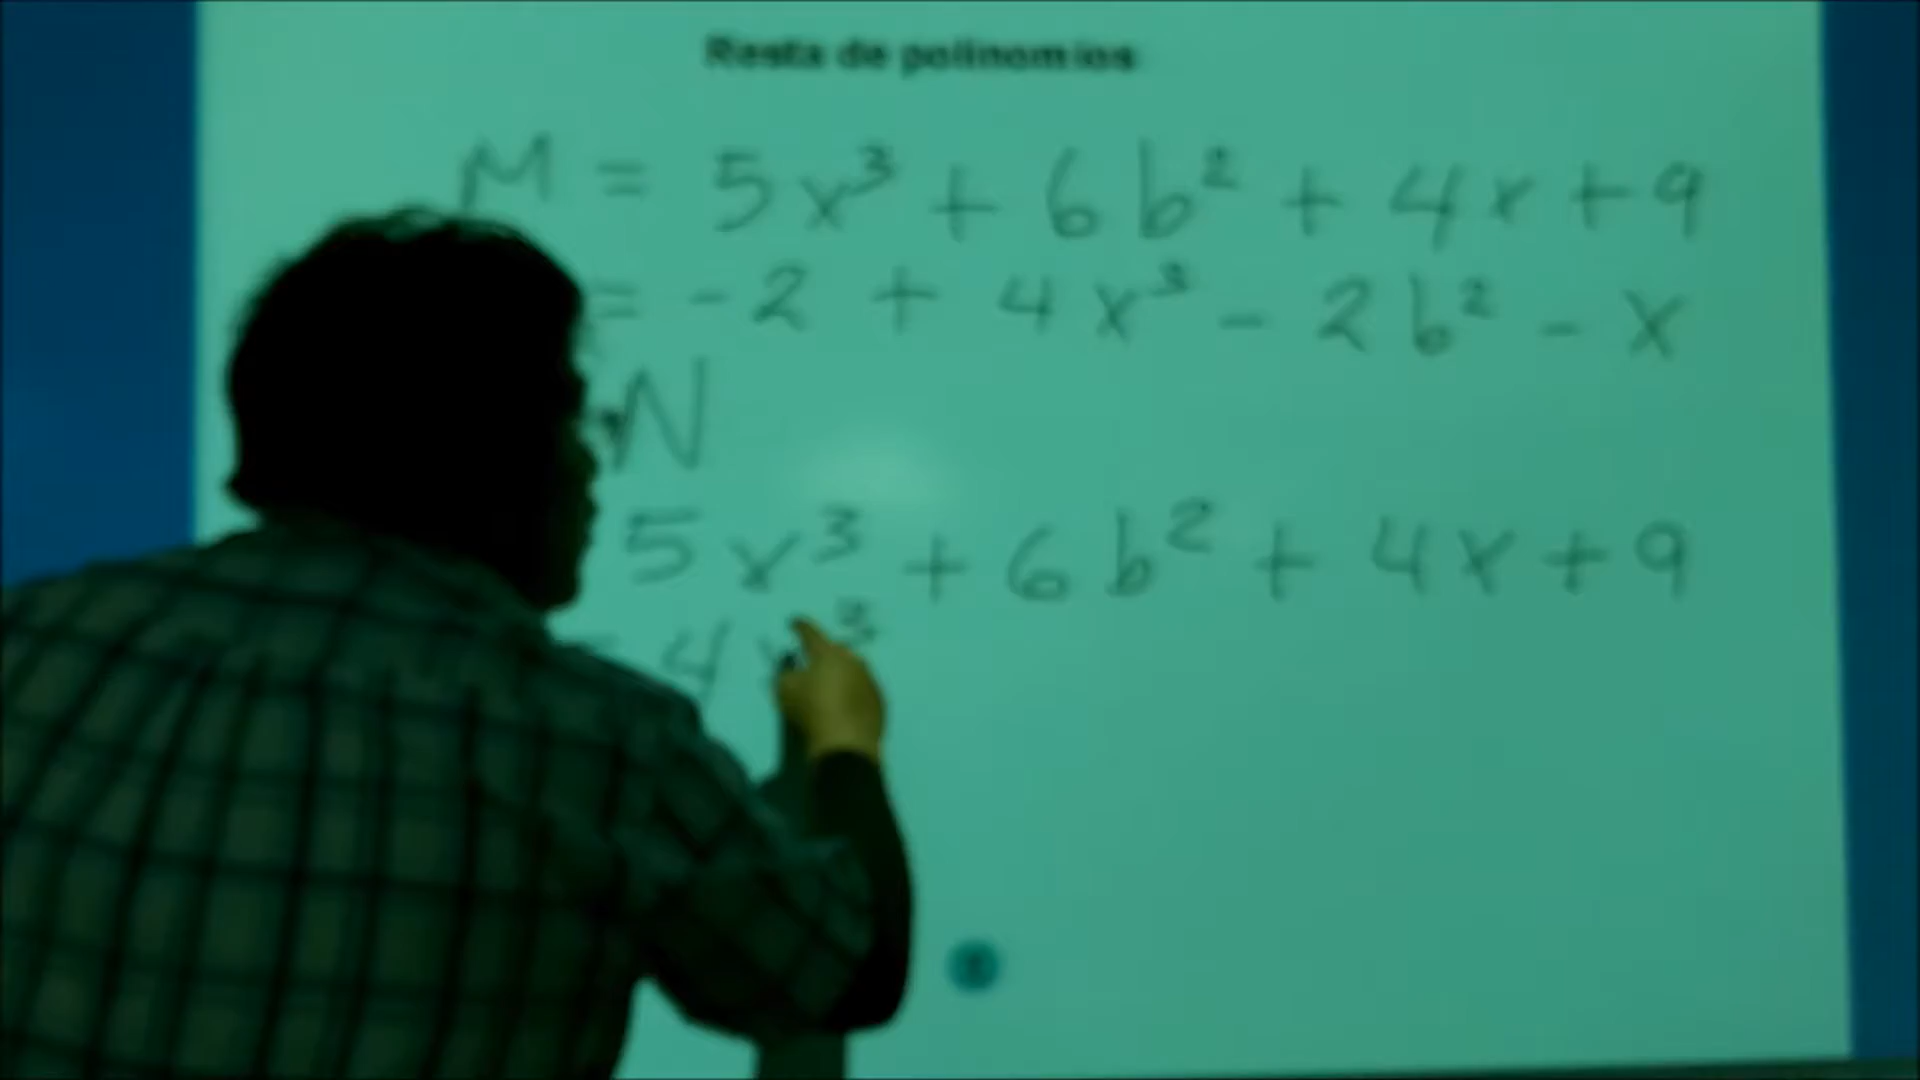 Resta de polinomios
M = 5x³ + 6b² + 4x + 9
= -2 + 4x³ - 2b² - x
N
5x³ + 6b² + 4x + 9
- 4x³